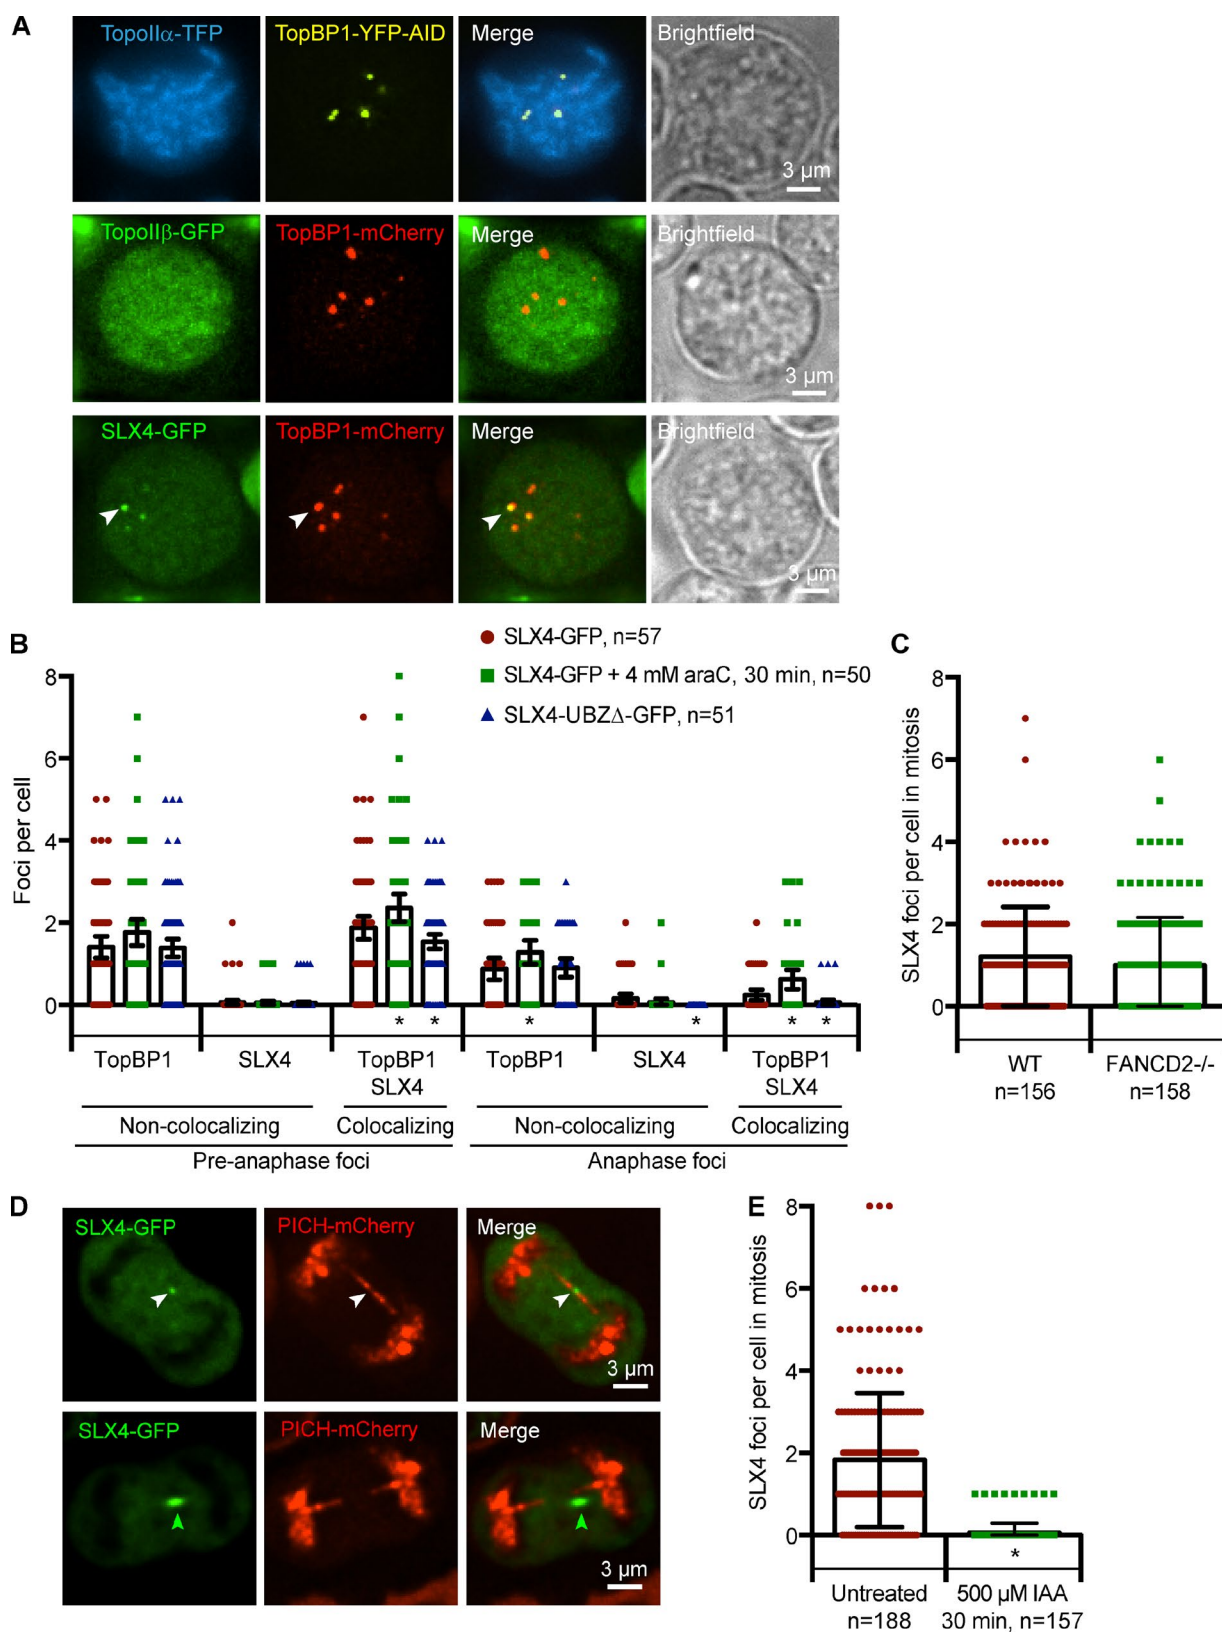 A
TopoIIα-TFP
TopBP1-YFP-AID
Merge
Brightfield
3 µm
TopoIIβ-GFP
TopBP1-mCherry
Merge
Brightfield
3 µm
SLX4-GFP
TopBP1-mCherry
Merge
Brightfield
3 µm
B
SLX4-GFP, n=57
SLX4-GFP + 4 mM araC, 30 min, n=50
SLX4-UBZΔ-GFP, n=51
Foci per cell
8
6
4
2
0
* * * * * *
TopBP1 SLX4 TopBP1 TopBP1 SLX4 TopBP1
SLX4 SLX4
Non-colocalizing Colocalizing Non-colocalizing Colocalizing
Pre-anaphase foci Anaphase foci
C
SLX4 foci per cell in mitosis
8
6
4
2
0
WT FANCD2-/-
n=156 n=158
D
SLX4-GFP
PICH-mCherry
Merge
3 µm
SLX4-GFP
PICH-mCherry
Merge
3 µm
E
SLX4 foci per cell in mitosis
8
6
4
2
0
*
Untreated 500 µM IAA
n=188 30 min, n=157